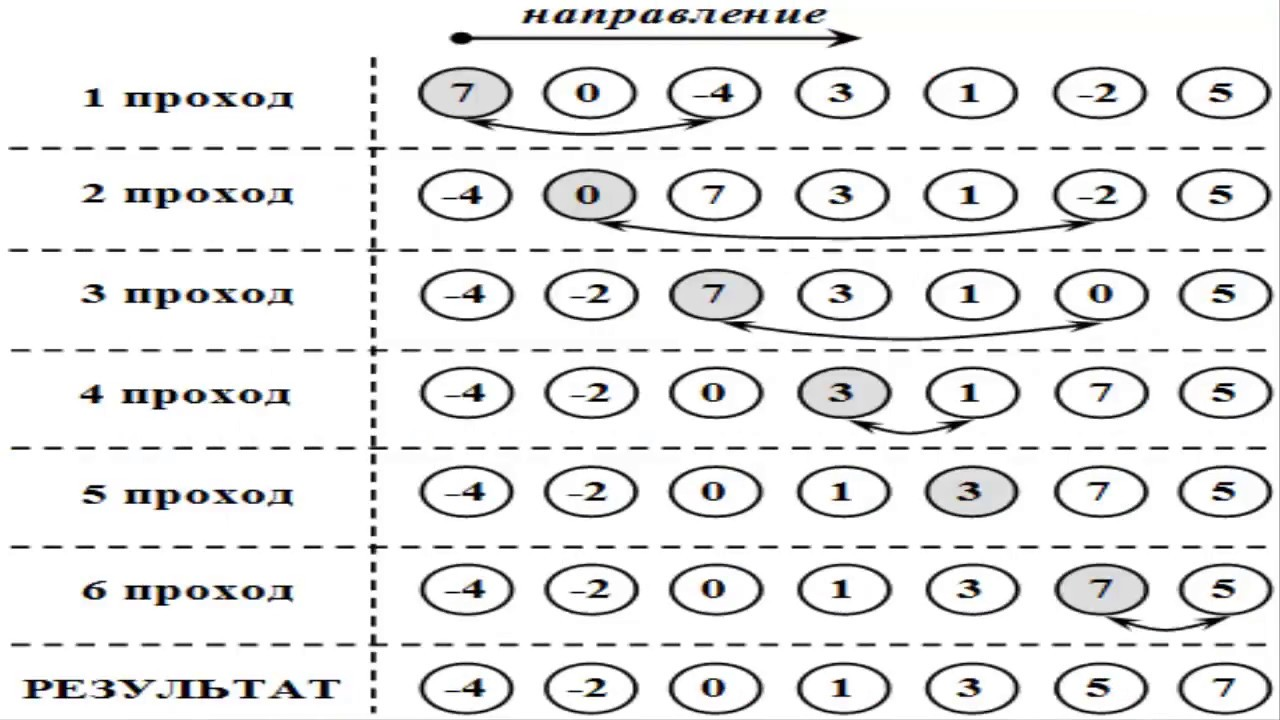 направление
1 проход 7 0 -4 3 1 -2 5
2 проход -4 0 7 3 1 -2 5
3 проход -4 -2 7 3 1 0 5
4 проход -4 -2 0 3 1 7 5
5 проход -4 -2 0 1 3 7 5
6 проход -4 -2 0 1 3 7 5
РЕЗУЛЬТАТ -4 -2 0 1 3 5 7